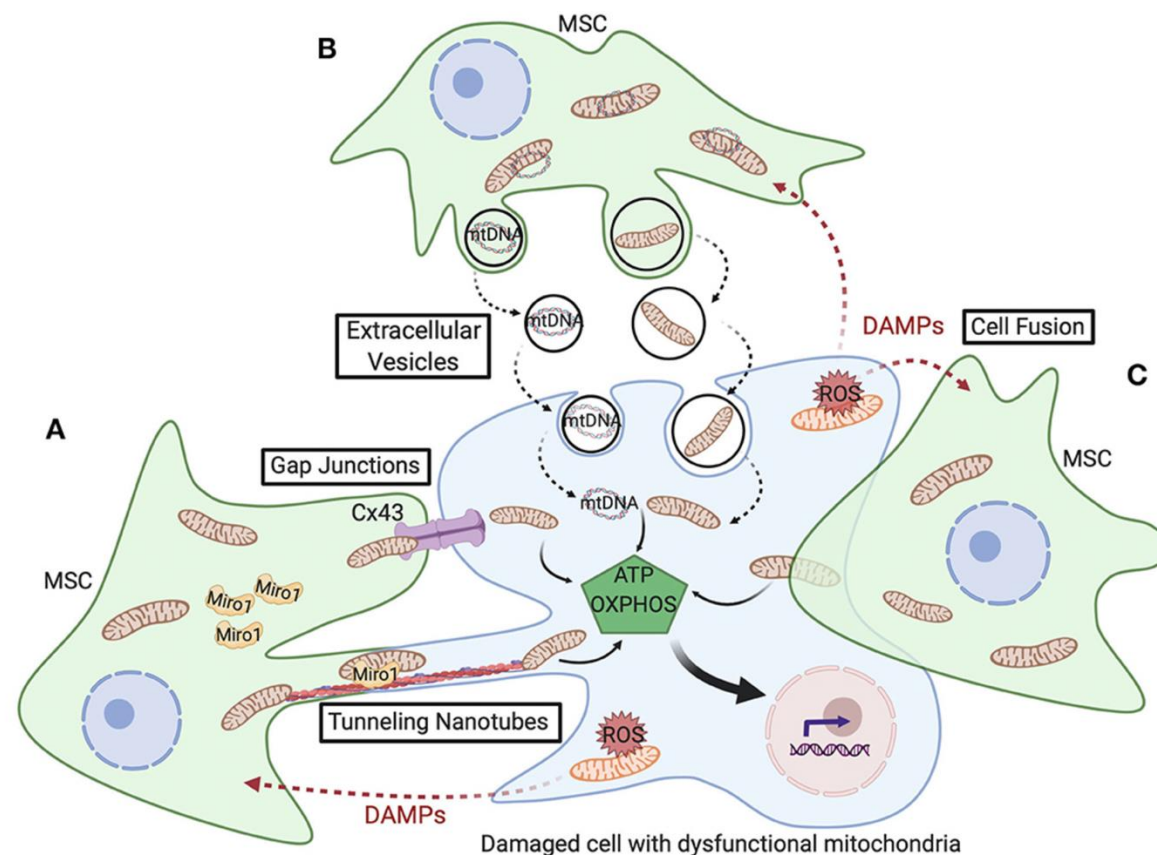 MSC
B
mtDNA
mtDNA
Extracellular
Vesicles
DAMPs
Cell Fusion
C
ROS
mtDNA
A
Gap Junctions
MSC
Cx43
mtDNA
MSC
ATP
OXPHOS
Miro1
Miro1
Miro1
Miro1
Tunneling Nanotubes
ROS
DAMPs
Damaged cell with dysfunctional mitochondria